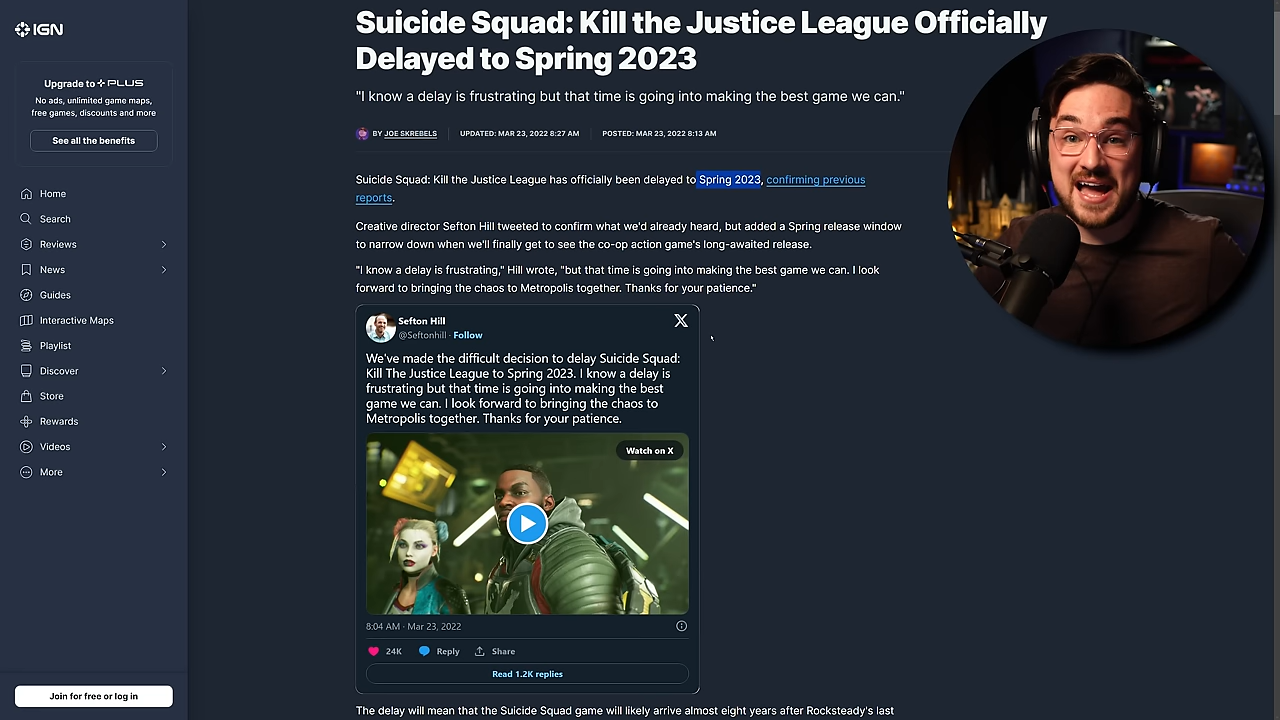 IGN
Upgrade to PLUS
No ads, unlimited game maps,
free games, discounts and more
See all the benefits
Home
Search
Reviews
News
Guides
Interactive Maps
Playlist
Discover
Store
Rewards
Videos
More
Join for free or log in
Suicide Squad: Kill the Justice League Officially
Delayed to Spring 2023
"I know a delay is frustrating but that time is going into making the best game we can."
BY JOE SKREBELS UPDATED: MAR 23, 2022 8:27 AM POSTED: MAR 23, 2022 8:13 AM
Suicide Squad: Kill the Justice League has officially been delayed to Spring 2023, confirming previous
reports.
Creative director Sefton Hill tweeted to confirm what we'd already heard, but added a Spring release window
to narrow down when we'll finally get to see the co-op action game's long-awaited release.
"I know a delay is frustrating," Hill wrote, "but that time is going into making the best game we can. I look
forward to bringing the chaos to Metropolis together. Thanks for your patience."
Sefton Hill
@Seftonhill · Follow
We've made the difficult decision to delay Suicide Squad:
Kill The Justice League to Spring 2023. I know a delay is
frustrating but that time is going into making the best
game we can. I look forward to bringing the chaos to
Metropolis together. Thanks for your patience.
Watch on X
8:04 AM · Mar 23, 2022
24K Reply Share
Read 1.2K replies
The delay will mean that the Suicide Squad game will likely arrive almost eight years after Rocksteady's last